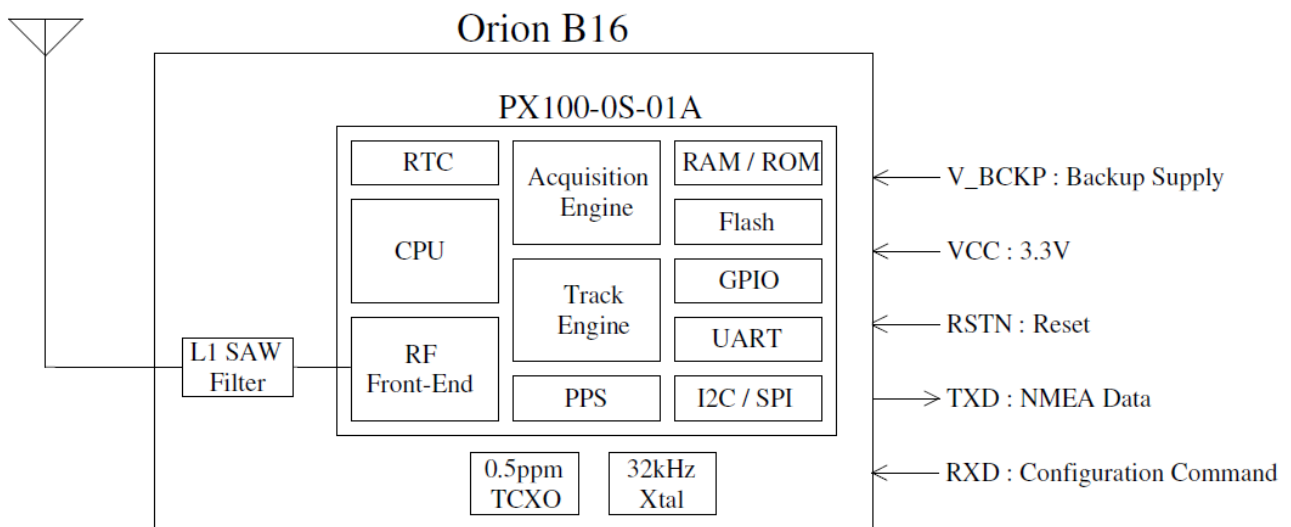 Orion B16
PX100-0S-01A
RTC
Acquisition
Engine
RAM / ROM
CPU
Flash
Track
Engine
GPIO
RF
Front-End
UART
PPS
I2C / SPI
L1 SAW
Filter
0.5ppm
TCXO
32kHz
Xtal
V_BCKP : Backup Supply
VCC : 3.3V
RSTN : Reset
TXD : NMEA Data
RXD : Configuration Command